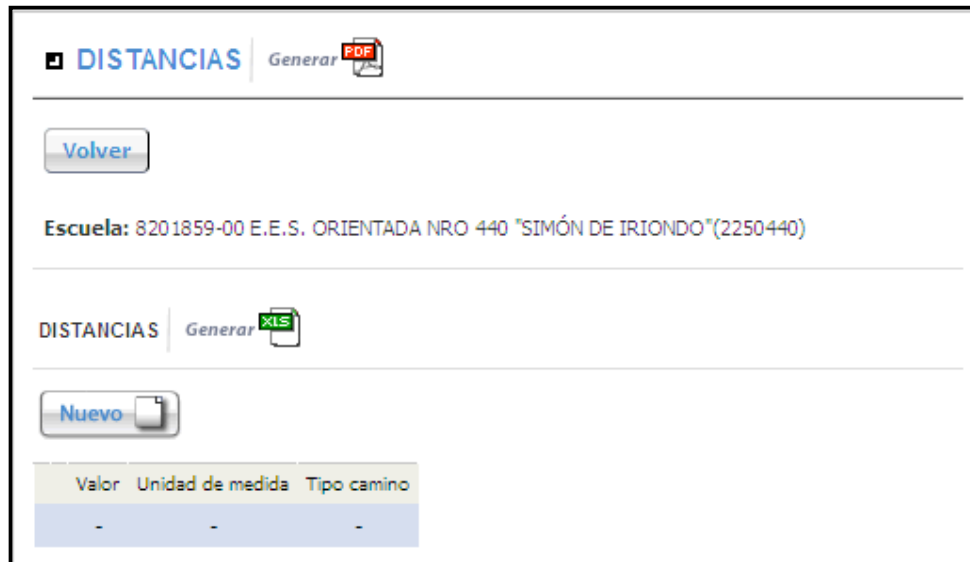 DISTANCIAS Generar PDF
Volver
Escuela: 8201859-00 E.E.S. ORIENTADA NRO 440 "SIMÓN DE IRIONDO"(2250440)
DISTANCIAS Generar XLS
Nuevo
Valor Unidad de medida Tipo camino
- - -